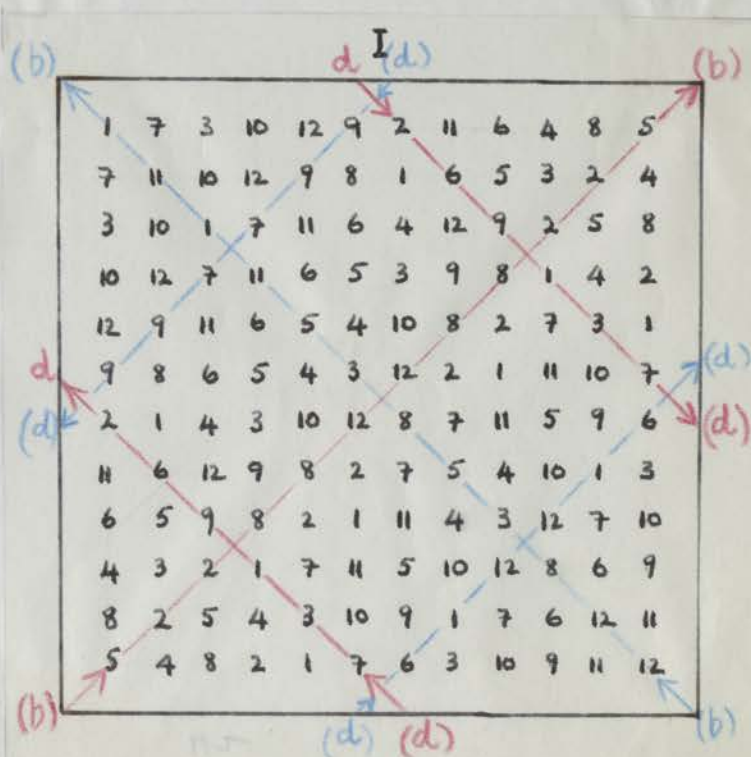 I
(b) d (d) (b)
1 7 3 10 12 9 2 11 6 4 8 5
7 11 10 12 9 8 1 6 5 3 2 4
3 10 1 7 11 6 4 12 9 2 5 8
10 12 7 11 6 5 3 9 8 1 4 2
12 9 11 6 5 4 10 8 2 7 3 1
d 9 8 6 5 4 3 12 2 1 11 10 7 (d)
(d) 2 1 4 3 10 12 8 7 11 5 9 6 (d)
11 6 12 9 8 2 7 5 4 10 1 3
6 5 9 8 2 1 11 4 3 12 7 10
4 3 2 1 7 11 5 10 12 8 6 9
8 2 5 4 3 10 9 1 7 6 12 11
5 4 8 2 1 7 6 3 10 9 11 12
(b) (d) (d) (b)